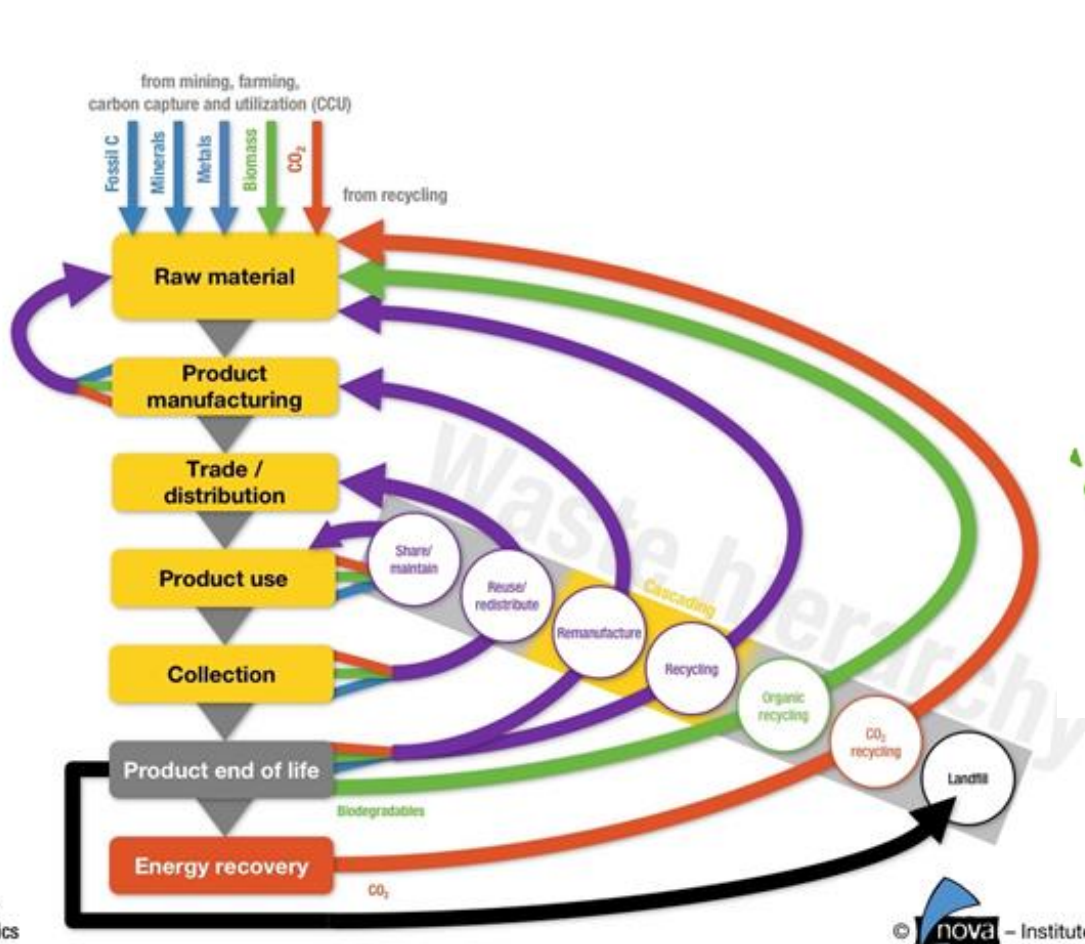 from mining, farming,
carbon capture and utilization (CCU)
Fossil C
Minerals
Metals
Biomass
CO₂
from recycling
Raw material
Product
manufacturing
Trade /
distribution
Product use
Collection
Product end of life
Energy recovery
Share/
maintain
Reuse/
redistribute
Remanufacture
Cascading
Recycling
Organic
recycling
CO₂
recycling
Landfill
Waste hierarchy
Biodegradables
CO₂
ics
© nova – Institute